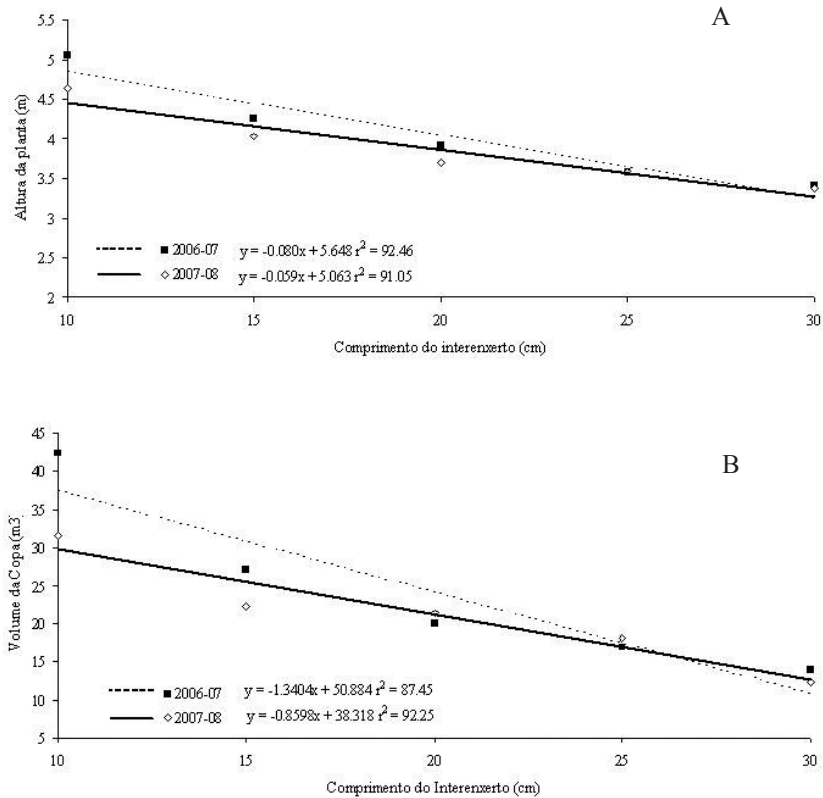 A
5.5
5
4.5
4
3.5
3
2.5
2
Altura da planta (m)
2006-07 y = -0.080x + 5.648 r² = 92.46
2007-08 y = -0.059x + 5.063 r² = 91.05
10 15 20 25 30
Comprimento do interenxerto (cm)
B
45
40
35
30
25
20
15
10
5
Volume da Copa (m3)
2006-07 y = -1.3404x + 50.884 r² = 87.45
2007-08 y = -0.8598x + 38.318 r² = 92.25
10 15 20 25 30
Comprimento do Interenxerto (cm)